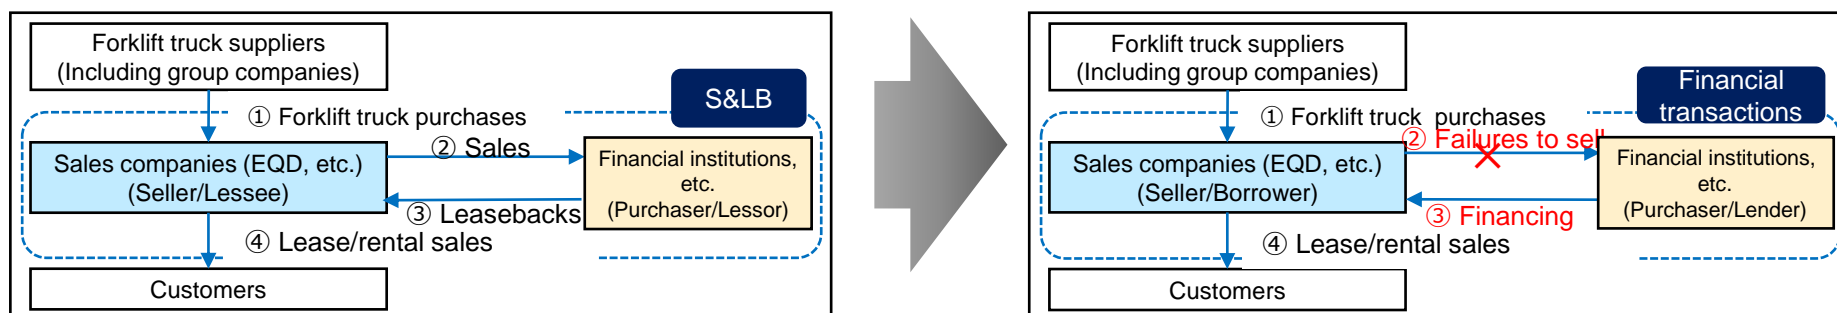 Forklift truck suppliers
(Including group companies)
S&LB
① Forklift truck purchases
② Sales
Sales companies (EQD, etc.)
(Seller/Lessee)
Financial institutions,
etc.
(Purchaser/Lessor)
③ Leasebacks
④ Lease/rental sales
Customers
Forklift truck suppliers
(Including group companies)
Financial
transactions
① Forklift truck purchases
② Failures to sell
Sales companies (EQD, etc.)
(Seller/Borrower)
Financial institutions,
etc.
(Purchaser/Lender)
③ Financing
④ Lease/rental sales
Customers